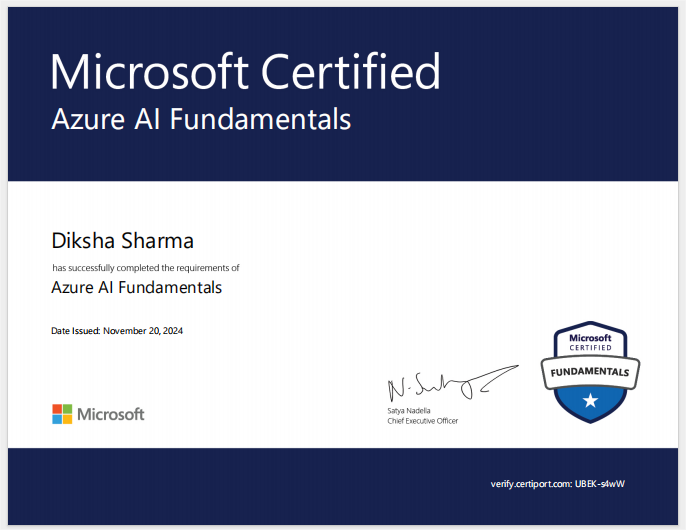 Microsoft Certified
Azure AI Fundamentals
Diksha Sharma
has successfully completed the requirements of
Azure AI Fundamentals
Date Issued: November 20, 2024
Microsoft
CERTIFIED
FUNDAMENTALS
Satya Nadella
Chief Executive Officer
Microsoft
verify.certiport.com: UBEK-s4wW